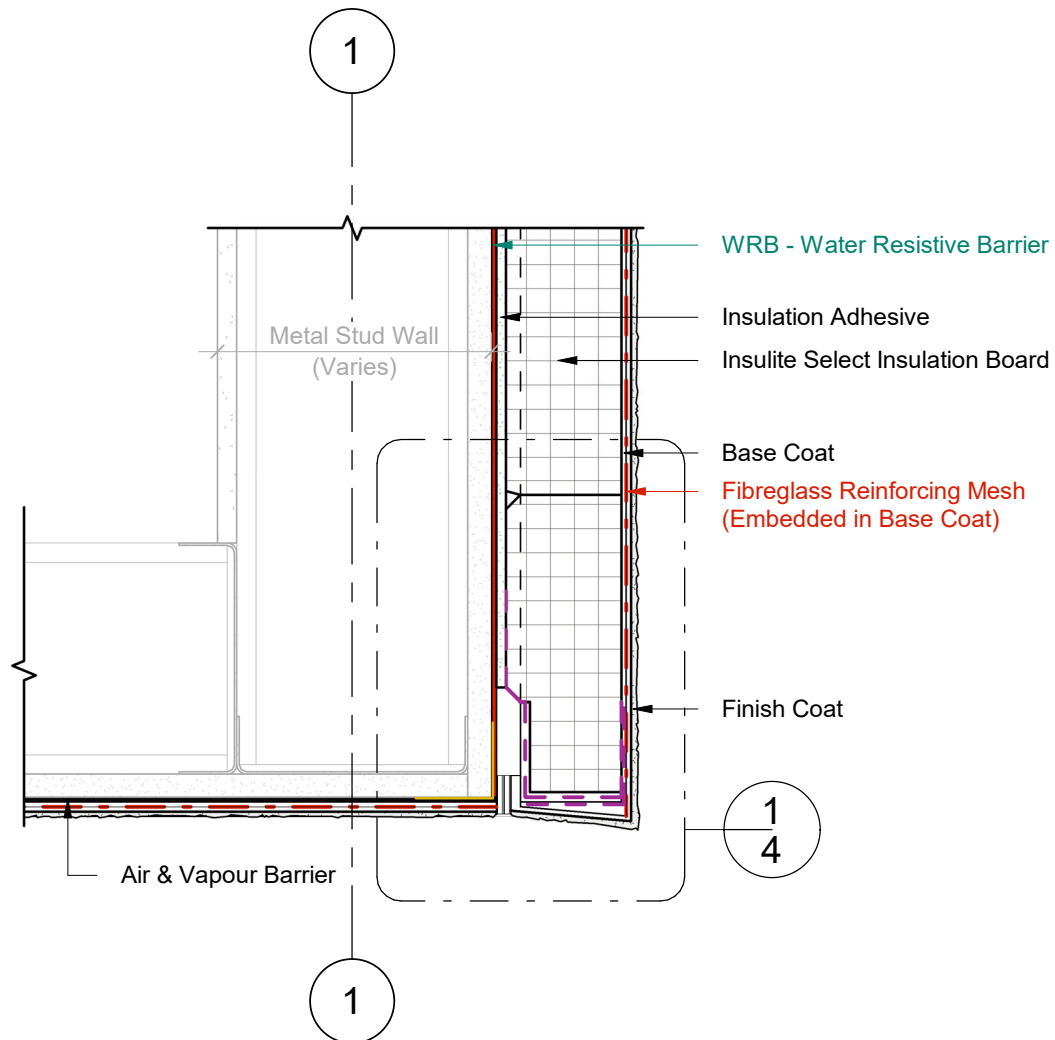 1
WRB - Water Resistive Barrier
Insulation Adhesive
Metal Stud Wall
(Varies)
Insulite Select Insulation Board
Base Coat
Fibreglass Reinforcing Mesh
(Embedded in Base Coat)
Finish Coat
1
4
Air & Vapour Barrier
1